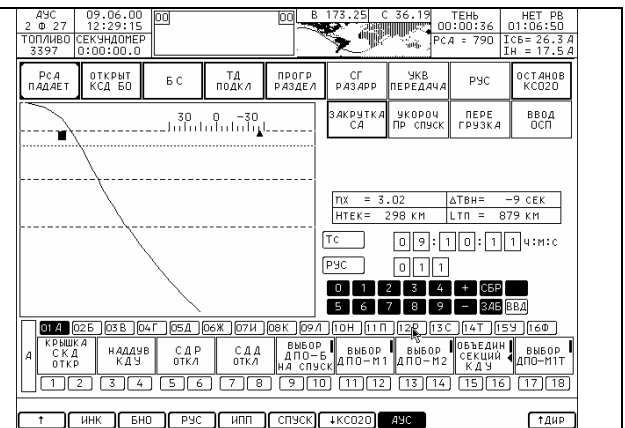 АУС 09.06.00 00 00 В 173.25 С 36.19 ТЕНЬ НЕТ РВ
2 Ф 27 12:29:15 00:00:36 01:06:50
ТОПЛИВО СЕКУНДОМЕР РСА = 790 IСБ= 26.3 А
3397 0:00:00.0 IН = 17.5 А
РСА ОТКРЫТ БС ТД ПРОГР СГ УКВ РУС ОСТАНОВ
ПАДАЕТ КСД БО ПОДКЛ РАЗДЕЛ РАЗАРР ПЕРЕДАЧА КС020
ЗАКРУТКА УКОРОЧ ПЕРЕ ВВОД
СА ПР СПУСК ГРУЗКА ОСП
30 0 -30
ПХ = 3.02 ΔТВН= -9 СЕК
НТЕК= 298 КМ LТП = 879 КМ
ТС 0 9 : 1 0 : 1 1 Ч:М:С
РУС 0 1 1
0 1 2 3 4 + СБР
5 6 7 8 9 - ЗАБ ВВД
01А 02Б 03В 04Г 05Д 06Ж 07И 08К 09Л 10Н 11П 12Р 13С 14Т 15У 16Ф
А КРЫШКА НАДДУВ СДР СДД ВЫБОР ВЫБОР ВЫБОР ОБЪЕДИН ВЫБОР
СКД КДУ ОТКЛ ОТКЛ ДПО-Б ДПО-М1 ДПО-М2 СЕКЦИЙ ДПО-М1Т
ОТКР НА СПУСК КДУ
1 2 3 4 5 6 7 8 9 10 11 12 13 14 15 16 17 18
↑ ИНК БНО РУС ИПП СПУСК ↓КС020 АУС ↑ДИР